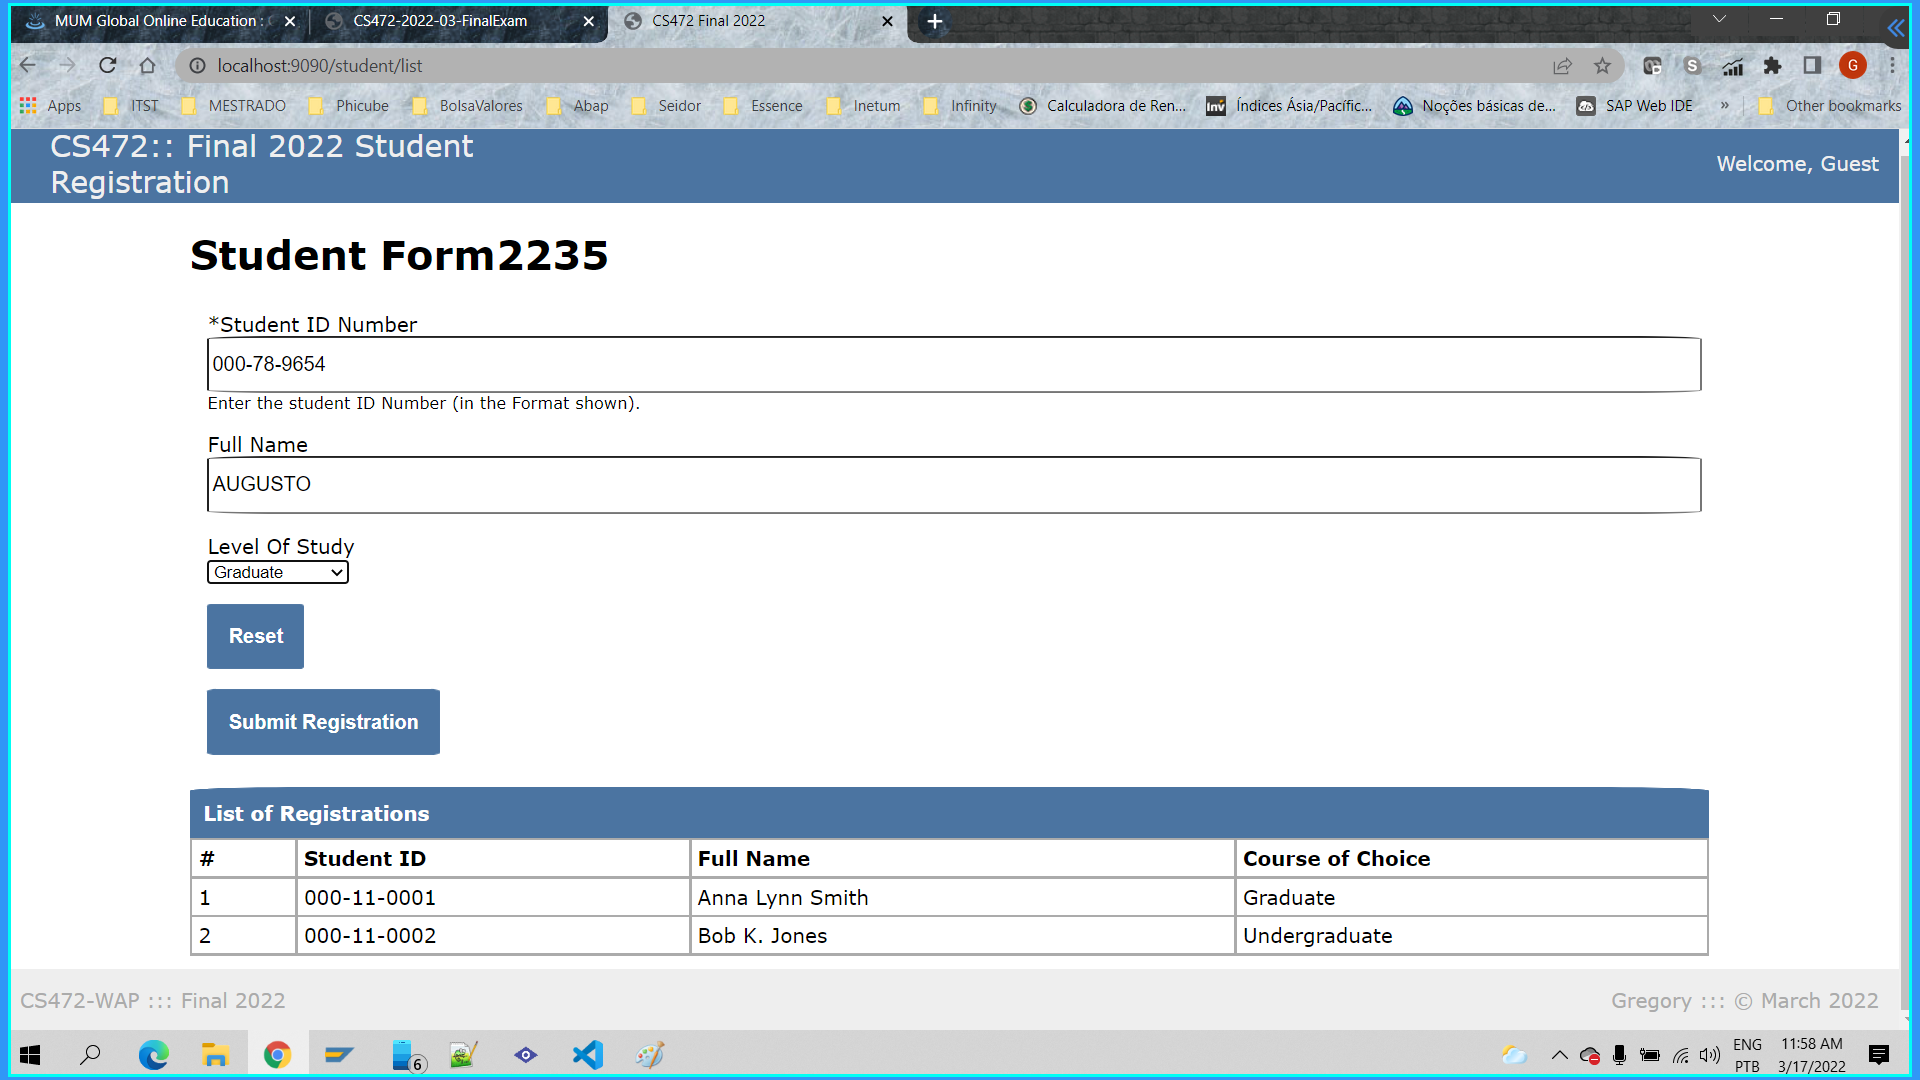 MUM Global Online Education :
CS472-2022-03-FinalExam
CS472 Final 2022
localhost:9090/student/list
S
G
Apps
ITST
MESTRADO
Phicube
BolsaValores
Abap
Seidor
Essence
Inetum
Infinity
Calculadora de Ren...
Inv
Índices Ásia/Pacífic...
Noções básicas de...
SAP Web IDE
»
Other bookmarks
CS472:: Final 2022 Student
Registration
Welcome, Guest
Student Form2235
*Student ID Number
000-78-9654
Enter the student ID Number (in the Format shown).
Full Name
AUGUSTO
Level Of Study
Graduate
Reset
Submit Registration
List of Registrations
# Student ID Full Name Course of Choice
1 000-11-0001 Anna Lynn Smith Graduate
2 000-11-0002 Bob K. Jones Undergraduate
CS472-WAP ::: Final 2022
Gregory ::: © March 2022
6
ENG
PTB
11:58 AM
3/17/2022